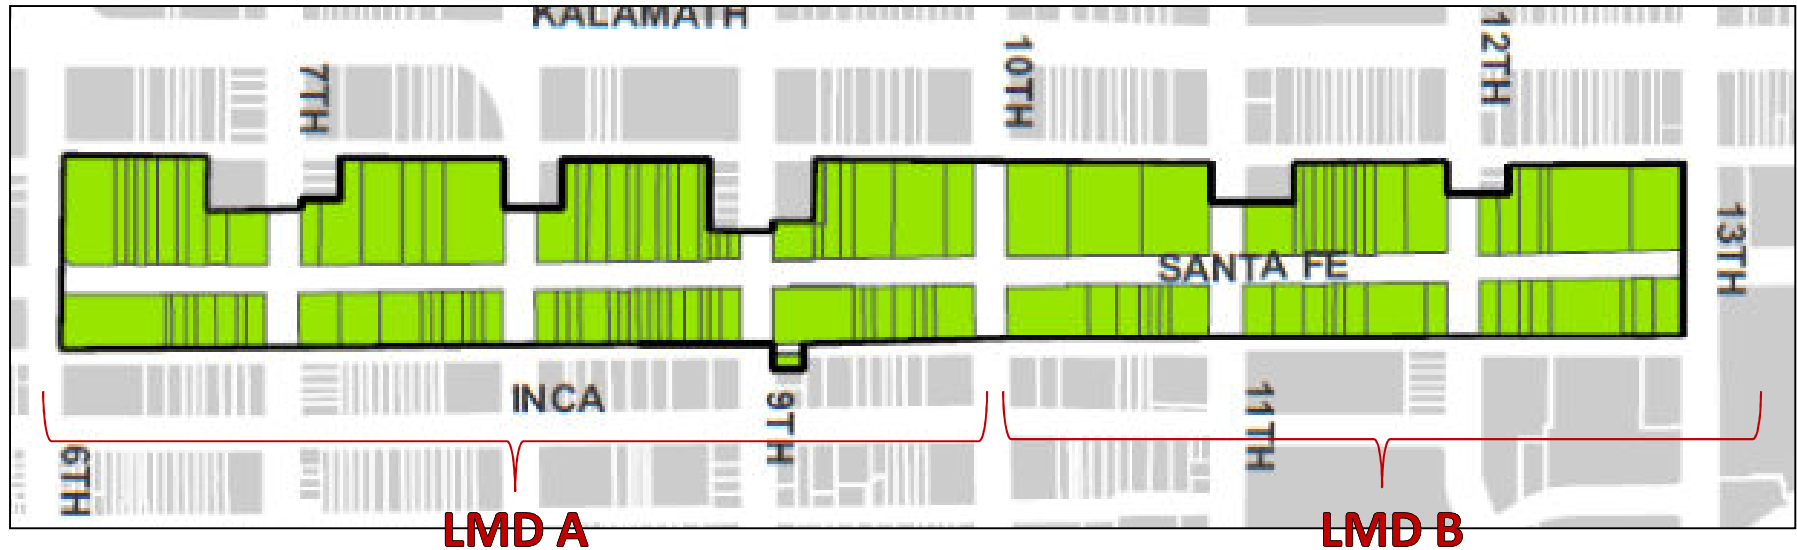 KALAMATH
7TH
10TH
12TH
SANTA FE
13TH
INCA
9TH
11TH
6TH
LMD A
LMD B